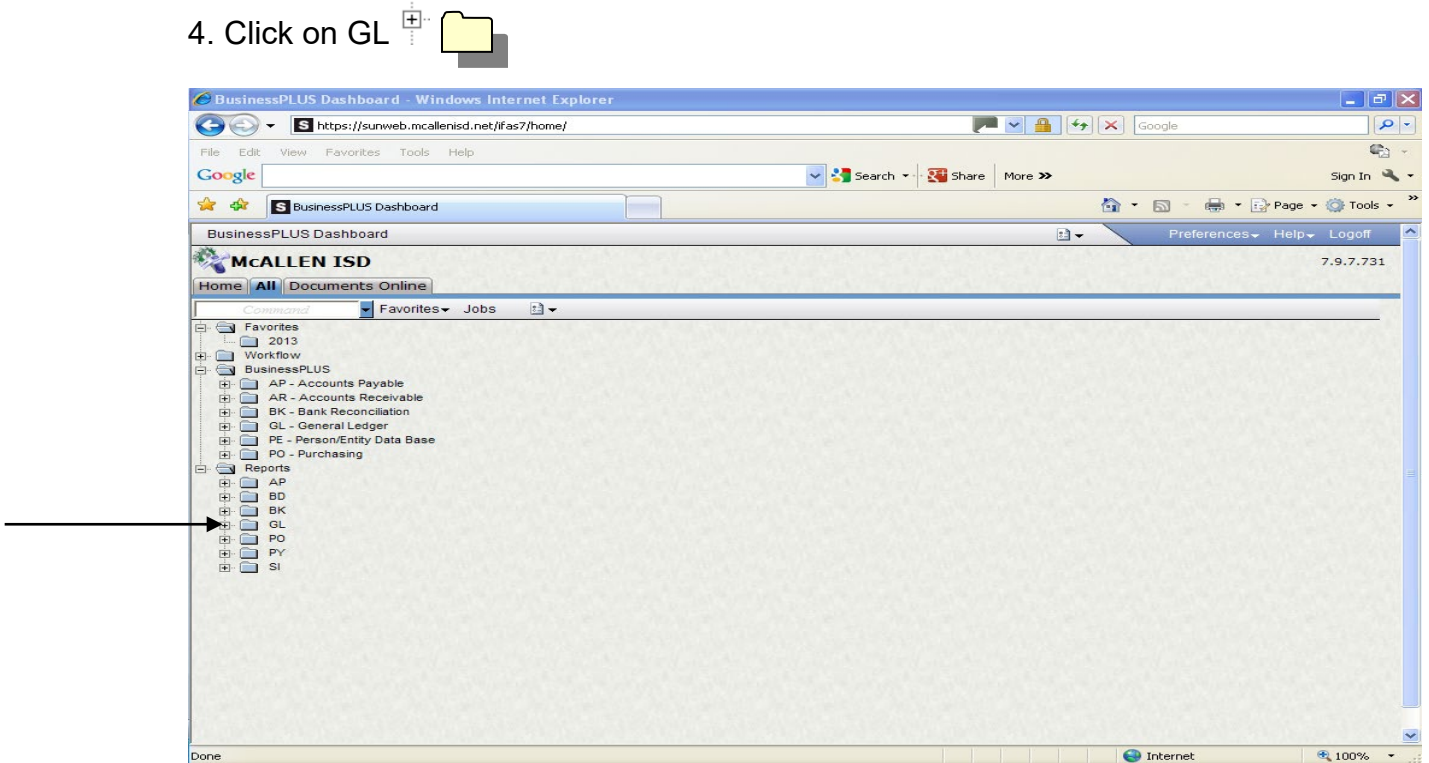 4. Click on GL
BusinessPLUS Dashboard - Windows Internet Explorer
S https://sunweb.mcallenisd.net/ifas7/home/ Google
File Edit View Favorites Tools Help
Google Search Share More >> Sign In
S BusinessPLUS Dashboard Page Tools >>
BusinessPLUS Dashboard Preferences Help Logoff
McALLEN ISD 7.9.7.731
Home All Documents Online
Command Favorites Jobs
Favorites
2013
Workflow
BusinessPLUS
AP - Accounts Payable
AR - Accounts Receivable
BK - Bank Reconciliation
GL - General Ledger
PE - Person/Entity Data Base
PO - Purchasing
Reports
AP
BD
BK
GL
PO
PY
SI
Done Internet 100%